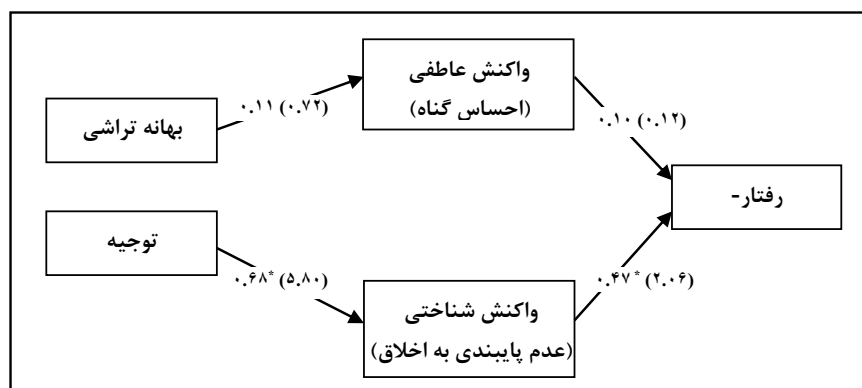 واکنش عاطفی
(احساس گناه)
۰.۱۱ (۰.۷۲)
بهانه تراشی
۰.۱۰ (۰.۱۲)
رفتار-
توجیه
۰.۶۸* (۵.۸۰)
۰.۴۷* (۲.۰۶)
واکنش شناختی
(عدم پایبندی به اخلاق)